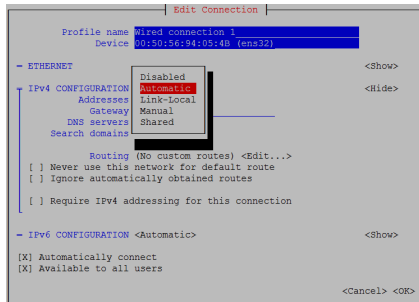 Edit Connection
Profile name Wired connection 1
Device 00:50:56:94:05:4B (ens32)
ETHERNET <Show>
Disabled
IPv4 CONFIGURATION Automatic <Hide>
Addresses Link-Local
Gateway Manual
DNS servers Shared
Search domains
Routing (No custom routes) <Edit...>
[ ] Never use this network for default route
[ ] Ignore automatically obtained routes
[ ] Require IPv4 addressing for this connection
IPv6 CONFIGURATION <Automatic> <Show>
[X] Automatically connect
[X] Available to all users
<Cancel> <OK>